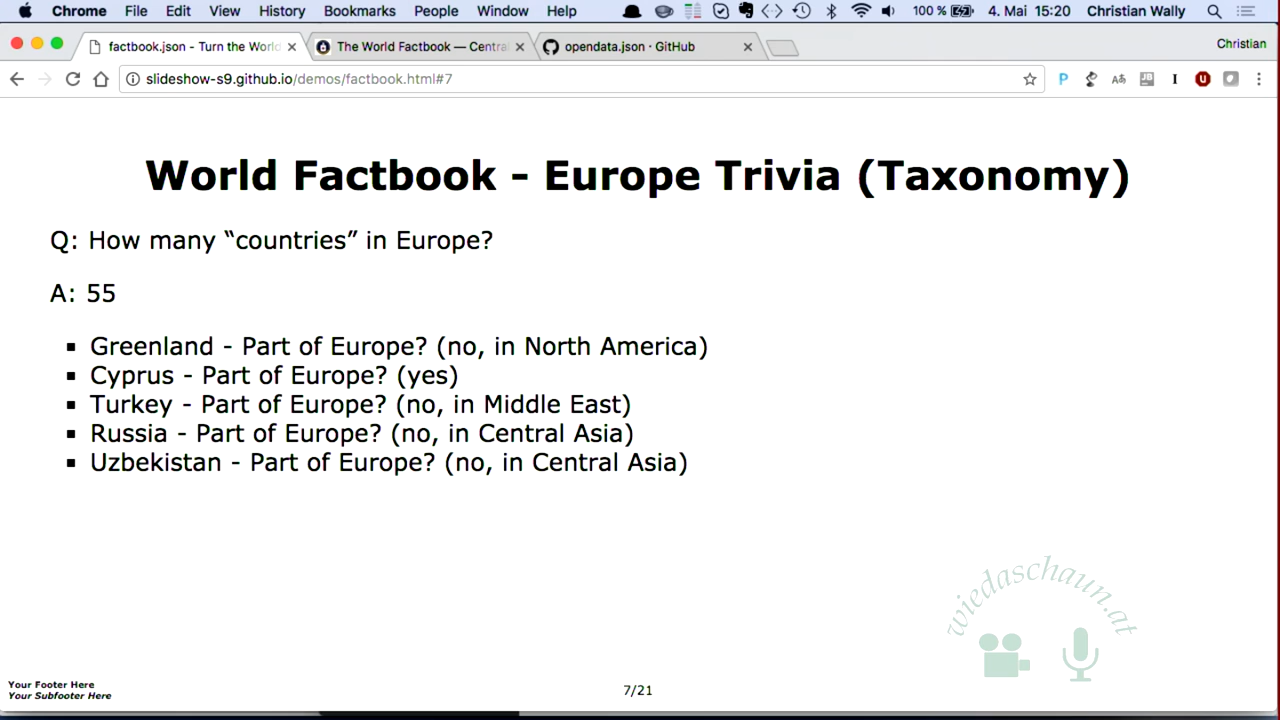 Chrome File Edit View History Bookmarks People Window Help 100 % 4. Mai 15:20 Christian Wally
factbook.json - Turn the World The World Factbook — Central opendata.json · GitHub Christian
slideshow-s9.github.io/demos/factbook.html#7
World Factbook - Europe Trivia (Taxonomy)
Q: How many “countries” in Europe?
A: 55
Greenland - Part of Europe? (no, in North America)
Cyprus - Part of Europe? (yes)
Turkey - Part of Europe? (no, in Middle East)
Russia - Part of Europe? (no, in Central Asia)
Uzbekistan - Part of Europe? (no, in Central Asia)
wiedaschaun.at
Your Footer Here
Your Subfooter Here
7/21